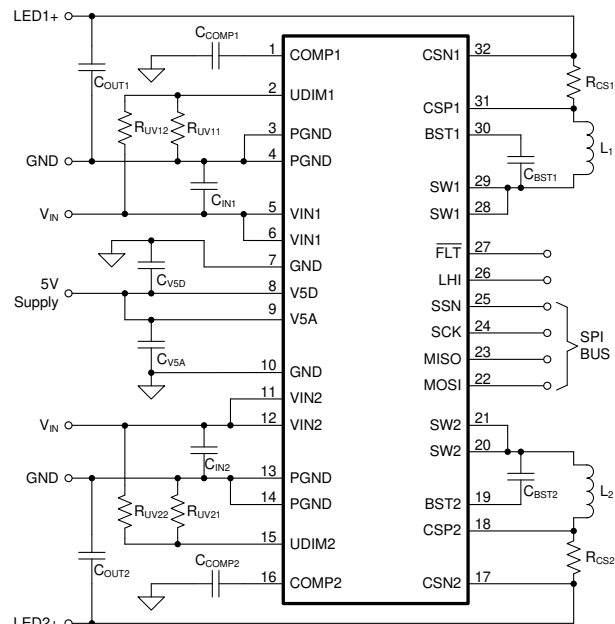 LED1+
C_COMP1
1 COMP1 CSN1 32
C_OUT1
R_CS1
2 UDIM1 CSP1 31
R_UV12 R_UV11
3 PGND BST1 30
GND 4 PGND
L1
C_BST1
C_IN1
SW1 29
V_IN 5 VIN1 SW1 28
6 VIN1
7 GND FLT 27
C_V5D
5V
Supply
8 V5D LHI 26
9 V5A SSN 25
SCK 24
SPI
BUS
C_V5A
10 GND MISO 23
11 VIN2 MOSI 22
V_IN 12 VIN2 SW2 21
SW2 20
C_IN2
GND 13 PGND
C_BST2
L2
14 PGND BST2 19
R_UV22 R_UV21
15 UDIM2 CSP2 18
C_OUT2
C_COMP2
R_CS2
16 COMP2 CSN2 17
LED2+